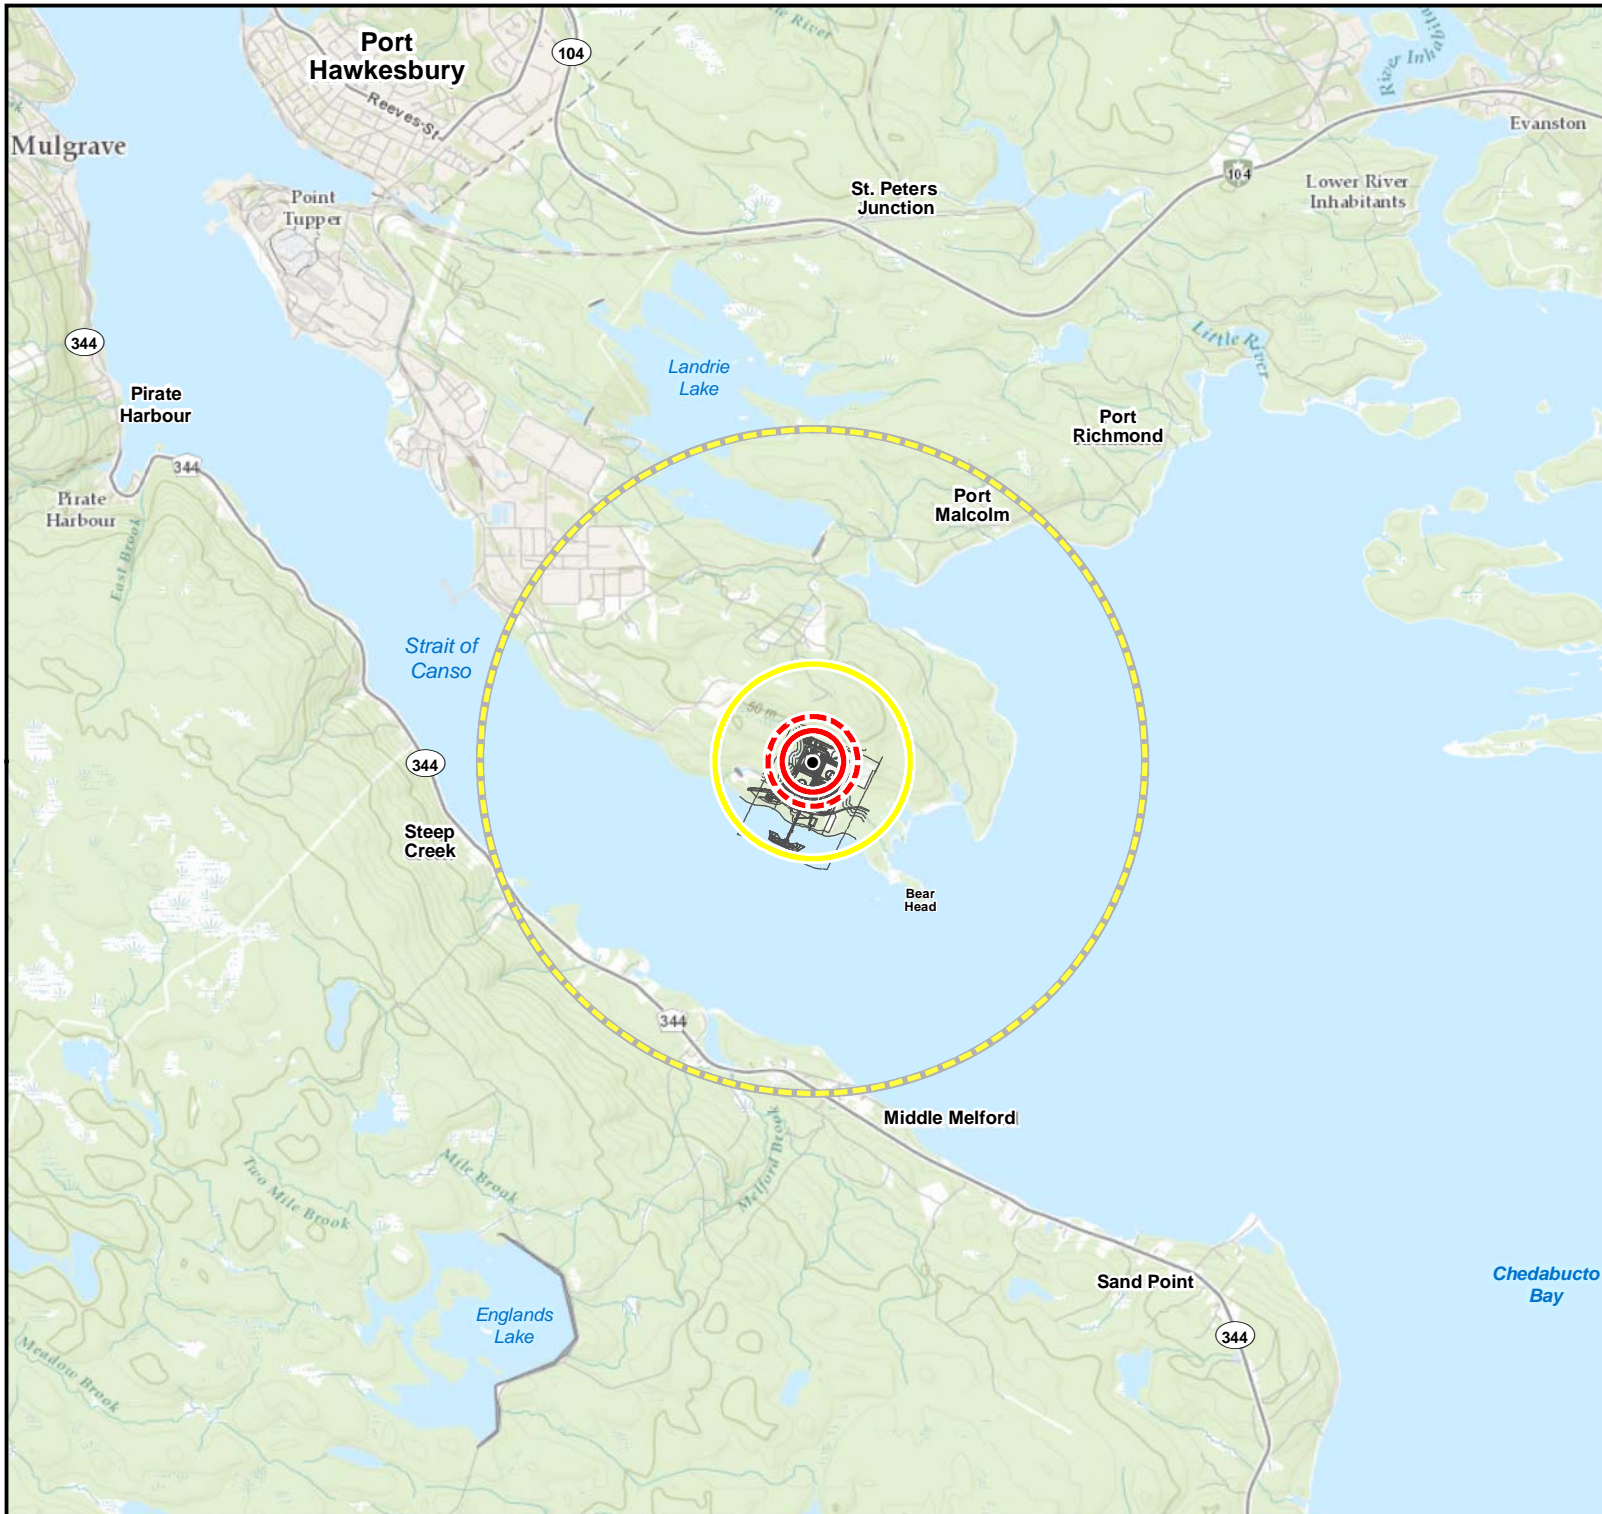 tle River
Port
Hawkesbury
104
Reeves St
River Inhabita
Evanston
Mulgrave
Point
Tupper
St. Peters
Junction
104
Lower River
Inhabitants
344
Little River
Landrie
Lake
Pirate
Harbour
Port
Richmond
344
Pirate
Harbour
East Brook
Port
Malcolm
Strait of
Canso
50 m
344
Steep
Creek
Bear
Head
344
Middle Melford
Melford Brook
Mile Brook
Two Mile Brook
Sand Point
Chedabucto
Bay
Englands
Lake
344
Meadow Brook